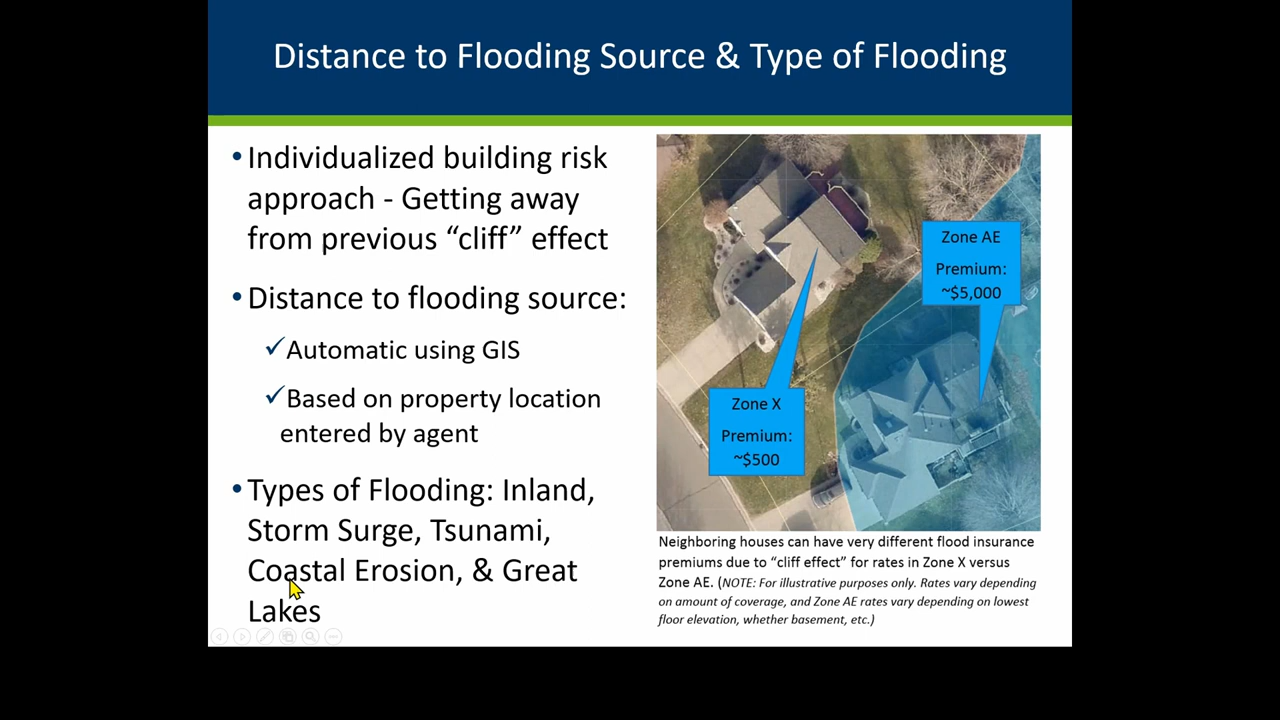 Distance to Flooding Source & Type of Flooding
•Individualized building risk
approach - Getting away
from previous “cliff” effect
•Distance to flooding source:
✓Automatic using GIS
✓Based on property location
entered by agent
•Types of Flooding: Inland,
Storm Surge, Tsunami,
Coastal Erosion, & Great
Lakes
Zone AE
Premium:
~$5,000
Zone X
Premium:
~$500
Neighboring houses can have very different flood insurance
premiums due to “cliff effect” for rates in Zone X versus
Zone AE. (NOTE: For illustrative purposes only. Rates vary depending
on amount of coverage, and Zone AE rates vary depending on lowest
floor elevation, whether basement, etc.)